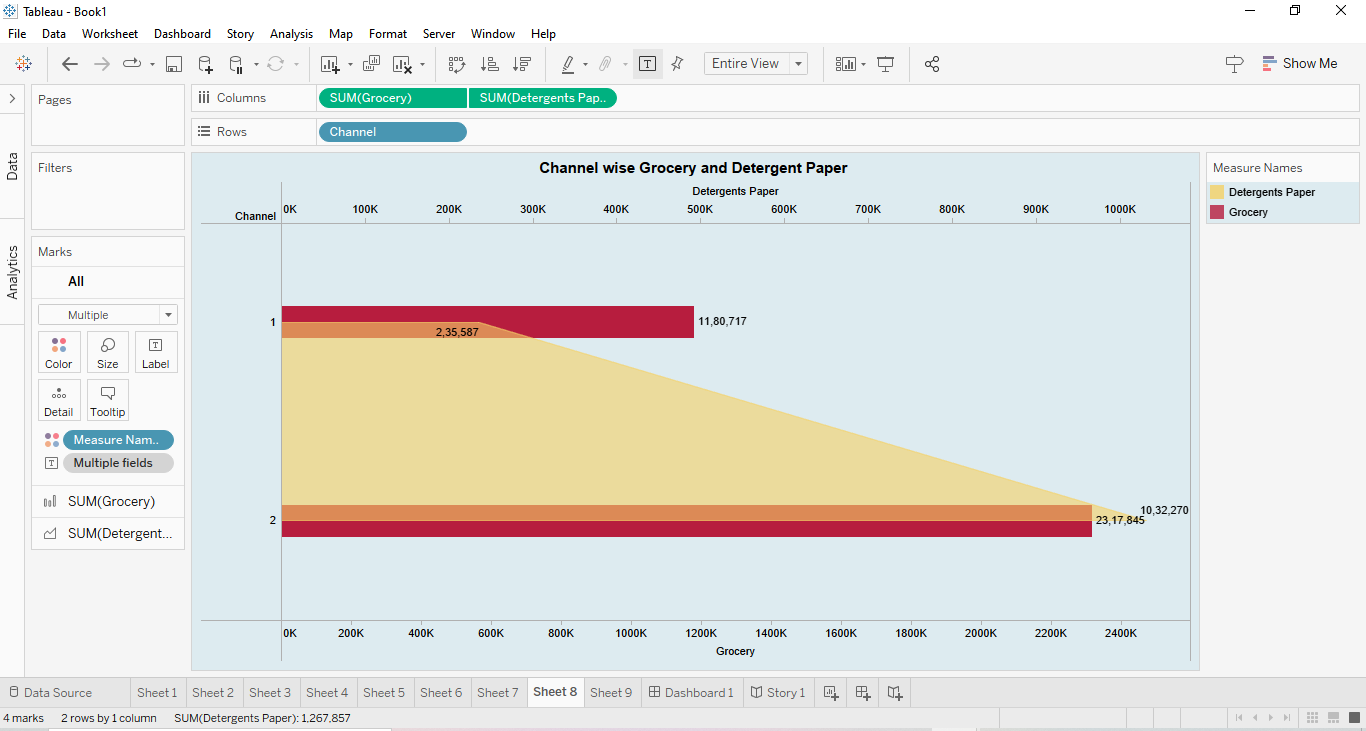 Tableau - Book1
File Data Worksheet Dashboard Story Analysis Map Format Server Window Help
Entire View
Show Me
Pages
Columns
SUM(Grocery)
SUM(Detergents Pap..
Rows
Channel
Data
Analytics
Filters
Marks
All
Multiple
Color
Size
Label
Detail
Tooltip
Measure Nam..
Multiple fields
SUM(Grocery)
SUM(Detergent...
Channel wise Grocery and Detergent Paper
Detergents Paper
Channel
0K 100K 200K 300K 400K 500K 600K 700K 800K 900K 1000K
1
11,80,717
2,35,587
2
10,32,270
23,17,845
0K 200K 400K 600K 800K 1000K 1200K 1400K 1600K 1800K 2000K 2200K 2400K
Grocery
Measure Names
Detergents Paper
Grocery
Data Source Sheet 1 Sheet 2 Sheet 3 Sheet 4 Sheet 5 Sheet 6 Sheet 7 Sheet 8 Sheet 9 Dashboard 1 Story 1
4 marks 2 rows by 1 column SUM(Detergents Paper): 1,267,857